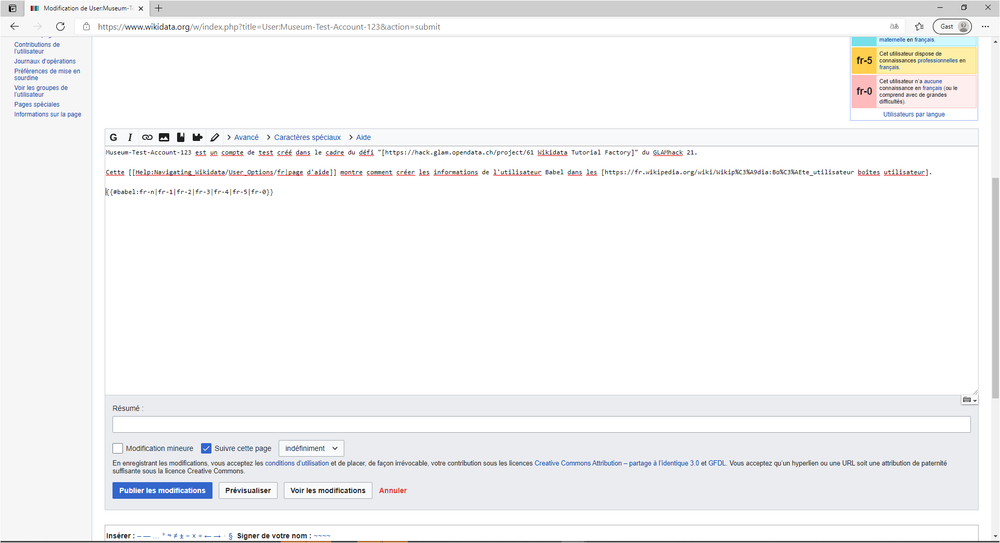 Modification de User:Museum-Te
https://www.wikidata.org/w/index.php?title=User:Museum-Test-Account-123&action=submit
aあ
Gast
Contributions de
l'utilisateur
Journaux d'opérations
Préférences de mise en
sourdine
Voir les groupes de
l'utilisateur
Pages spéciales
Informations sur la page
maternelle en français.
fr-5
Cet utilisateur dispose de
connaissances professionnelles en
français.
fr-0
Cet utilisateur n'a aucune
connaissance en français (ou le
comprend avec de grandes
difficultés).
Utilisateurs par langue
G I Avancé Caractères spéciaux Aide
Museum-Test-Account-123 est un compte de test créé dans le cadre du défi "[https://hack.glam.opendata.ch/project/61 Wikidata Tutorial Factory]" du GLAMhack 21.
Cette [[Help:Navigating_Wikidata/User_Options/fr|page d'aide]] montre comment créer les informations de l'utilisateur Babel dans les [https://fr.wikipedia.org/wiki/Wikip%C3%A9dia:Bo%C3%AEte_utilisateur boîtes utilisateur].
{{#babel:fr-n|fr-1|fr-2|fr-3|fr-4|fr-5|fr-0}}
Résumé :
Modification mineure Suivre cette page indéfiniment
En enregistrant les modifications, vous acceptez les conditions d'utilisation et de placer, de façon irrévocable, votre contribution sous les licences Creative Commons Attribution – partage à l'identique 3.0 et GFDL. Vous acceptez qu'un hyperlien ou une URL soit une attribution de paternité
suffisante sous la licence Creative Commons.
Publier les modifications Prévisualiser Voir les modifications Annuler
Insérer : – — … ° ≈ ≠ ± − × ÷ ← → · § Signer de votre nom : ~~~~